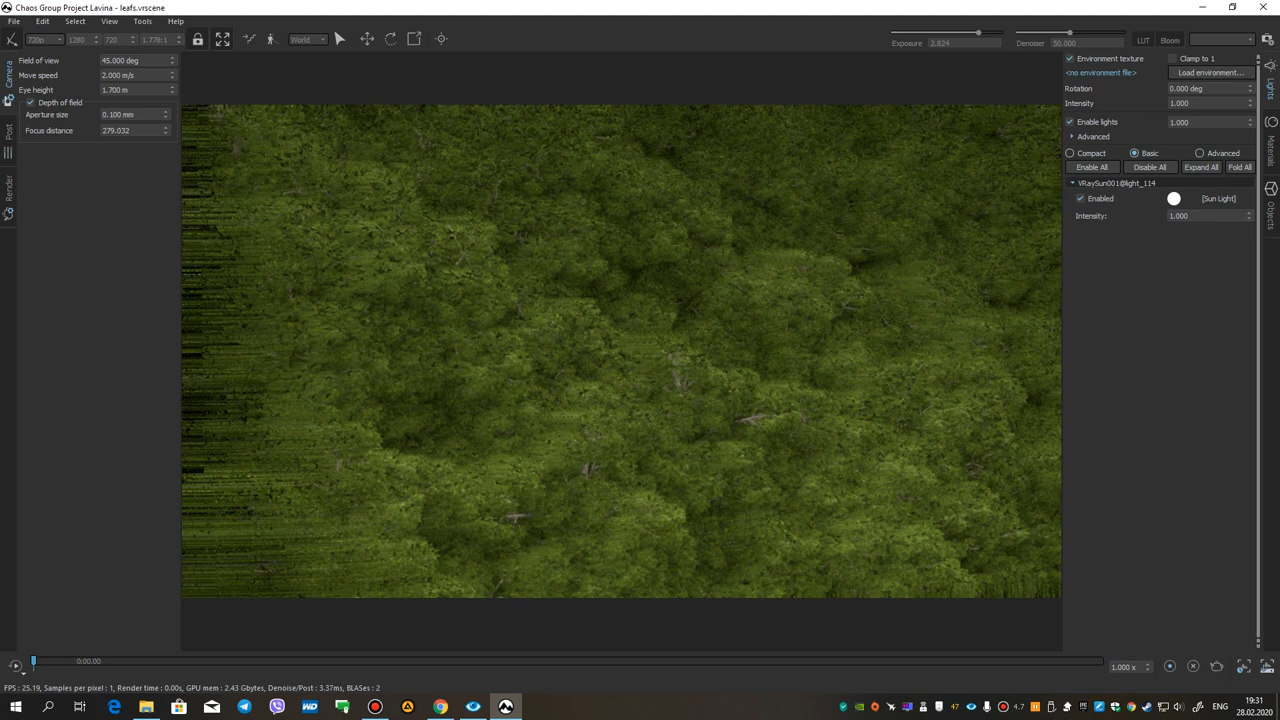 Chaos Group Project Lavina - leafs.vrscene
File Edit Select View Tools Help
720p 1280 720 1.778:1 World Exposure 2.824 Denoiser 50.000 LUT Bloom
Camera
Post
Render
Field of view 45.000 deg
Move speed 2.000 m/s
Eye height 1.700 m
Depth of field
Aperture size 0.100 mm
Focus distance 279.032
Environment texture Clamp to 1
<no environment file> Load environment...
Rotation 0.000 deg
Intensity 1.000
Enable lights 1.000
Advanced
Compact Basic Advanced
Enable All Disable All Expand All Fold All
VRaySun001@light_114
Enabled [Sun Light]
Intensity: 1.000
Lights
Materials
Objects
0:00.00 1.000 x
FPS : 25.19, Samples per pixel : 1, Render time : 0.00s, GPU mem : 2.43 Gbytes, Denoise/Post : 3.37ms, BLASes : 2
WD 47 4.7 ENG 19:31
28.02.2020